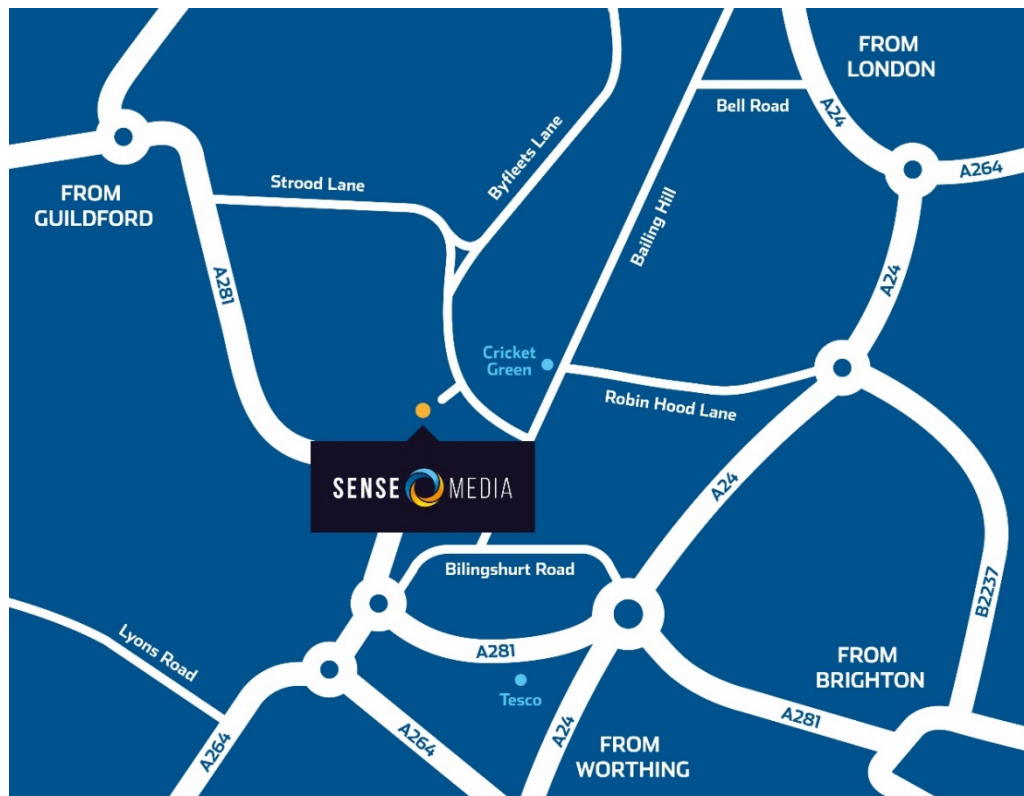 FROM
LONDON
Bell Road
A24
A264
Byfleets Lane
Strood Lane
FROM
GUILDFORD
Bailing Hill
A281
A24
Cricket
Green
Robin Hood Lane
SENSE MEDIA
A24
Bilingshurt Road
B2237
Lyons Road
A281
Tesco
FROM
BRIGHTON
A281
A264
A264
A24
FROM
WORTHING